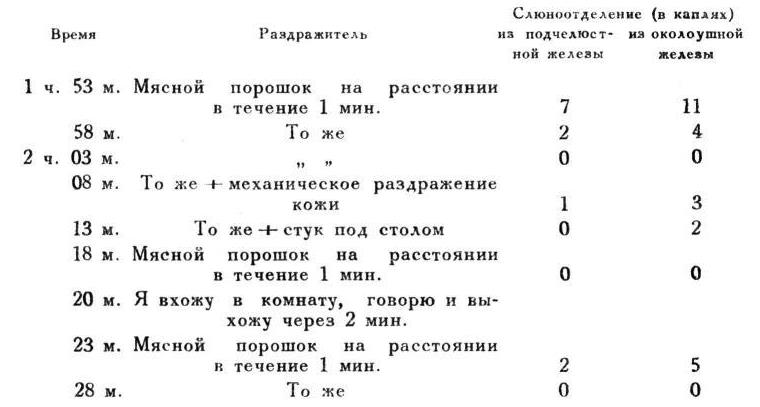 Слюноотделение (в каплях)
Время Раздражитель из подчелюст- из околоушной
ной железы железы
1 ч. 53 м. Мясной порошок на расстоянии
в течение 1 мин. 7 11
58 м. То же 2 4
2 ч. 03 м. „ „ 0 0
08 м. То же + механическое раздражение
кожи 1 3
13 м. То же + стук под столом 0 2
18 м. Мясной порошок на расстоянии
в течение 1 мин. 0 0
20 м. Я вхожу в комнату, говорю и вы-
хожу через 2 мин.
23 м. Мясной порошок на расстоянии
в течение 1 мин. 2 5
28 м. То же 0 0